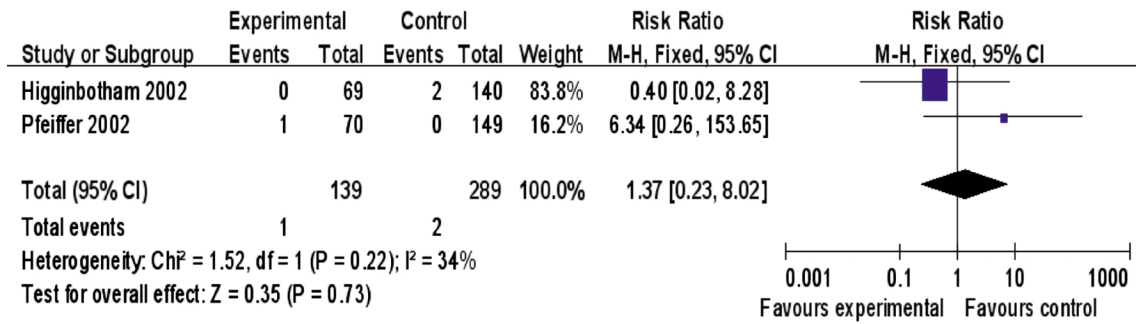 Experimental Control Risk Ratio Risk Ratio
Study or Subgroup Events Total Events Total Weight M-H, Fixed, 95% CI M-H, Fixed, 95% CI
Higginbotham 2002 0 69 2 140 83.8% 0.40 [0.02, 8.28]
Pfeiffer 2002 1 70 0 149 16.2% 6.34 [0.26, 153.65]
Total (95% CI) 139 289 100.0% 1.37 [0.23, 8.02]
Total events 1 2
Heterogeneity: Chi² = 1.52, df = 1 (P = 0.22); I² = 34%
Test for overall effect: Z = 0.35 (P = 0.73)
0.001 0.1 1 10 1000
Favours experimental Favours control